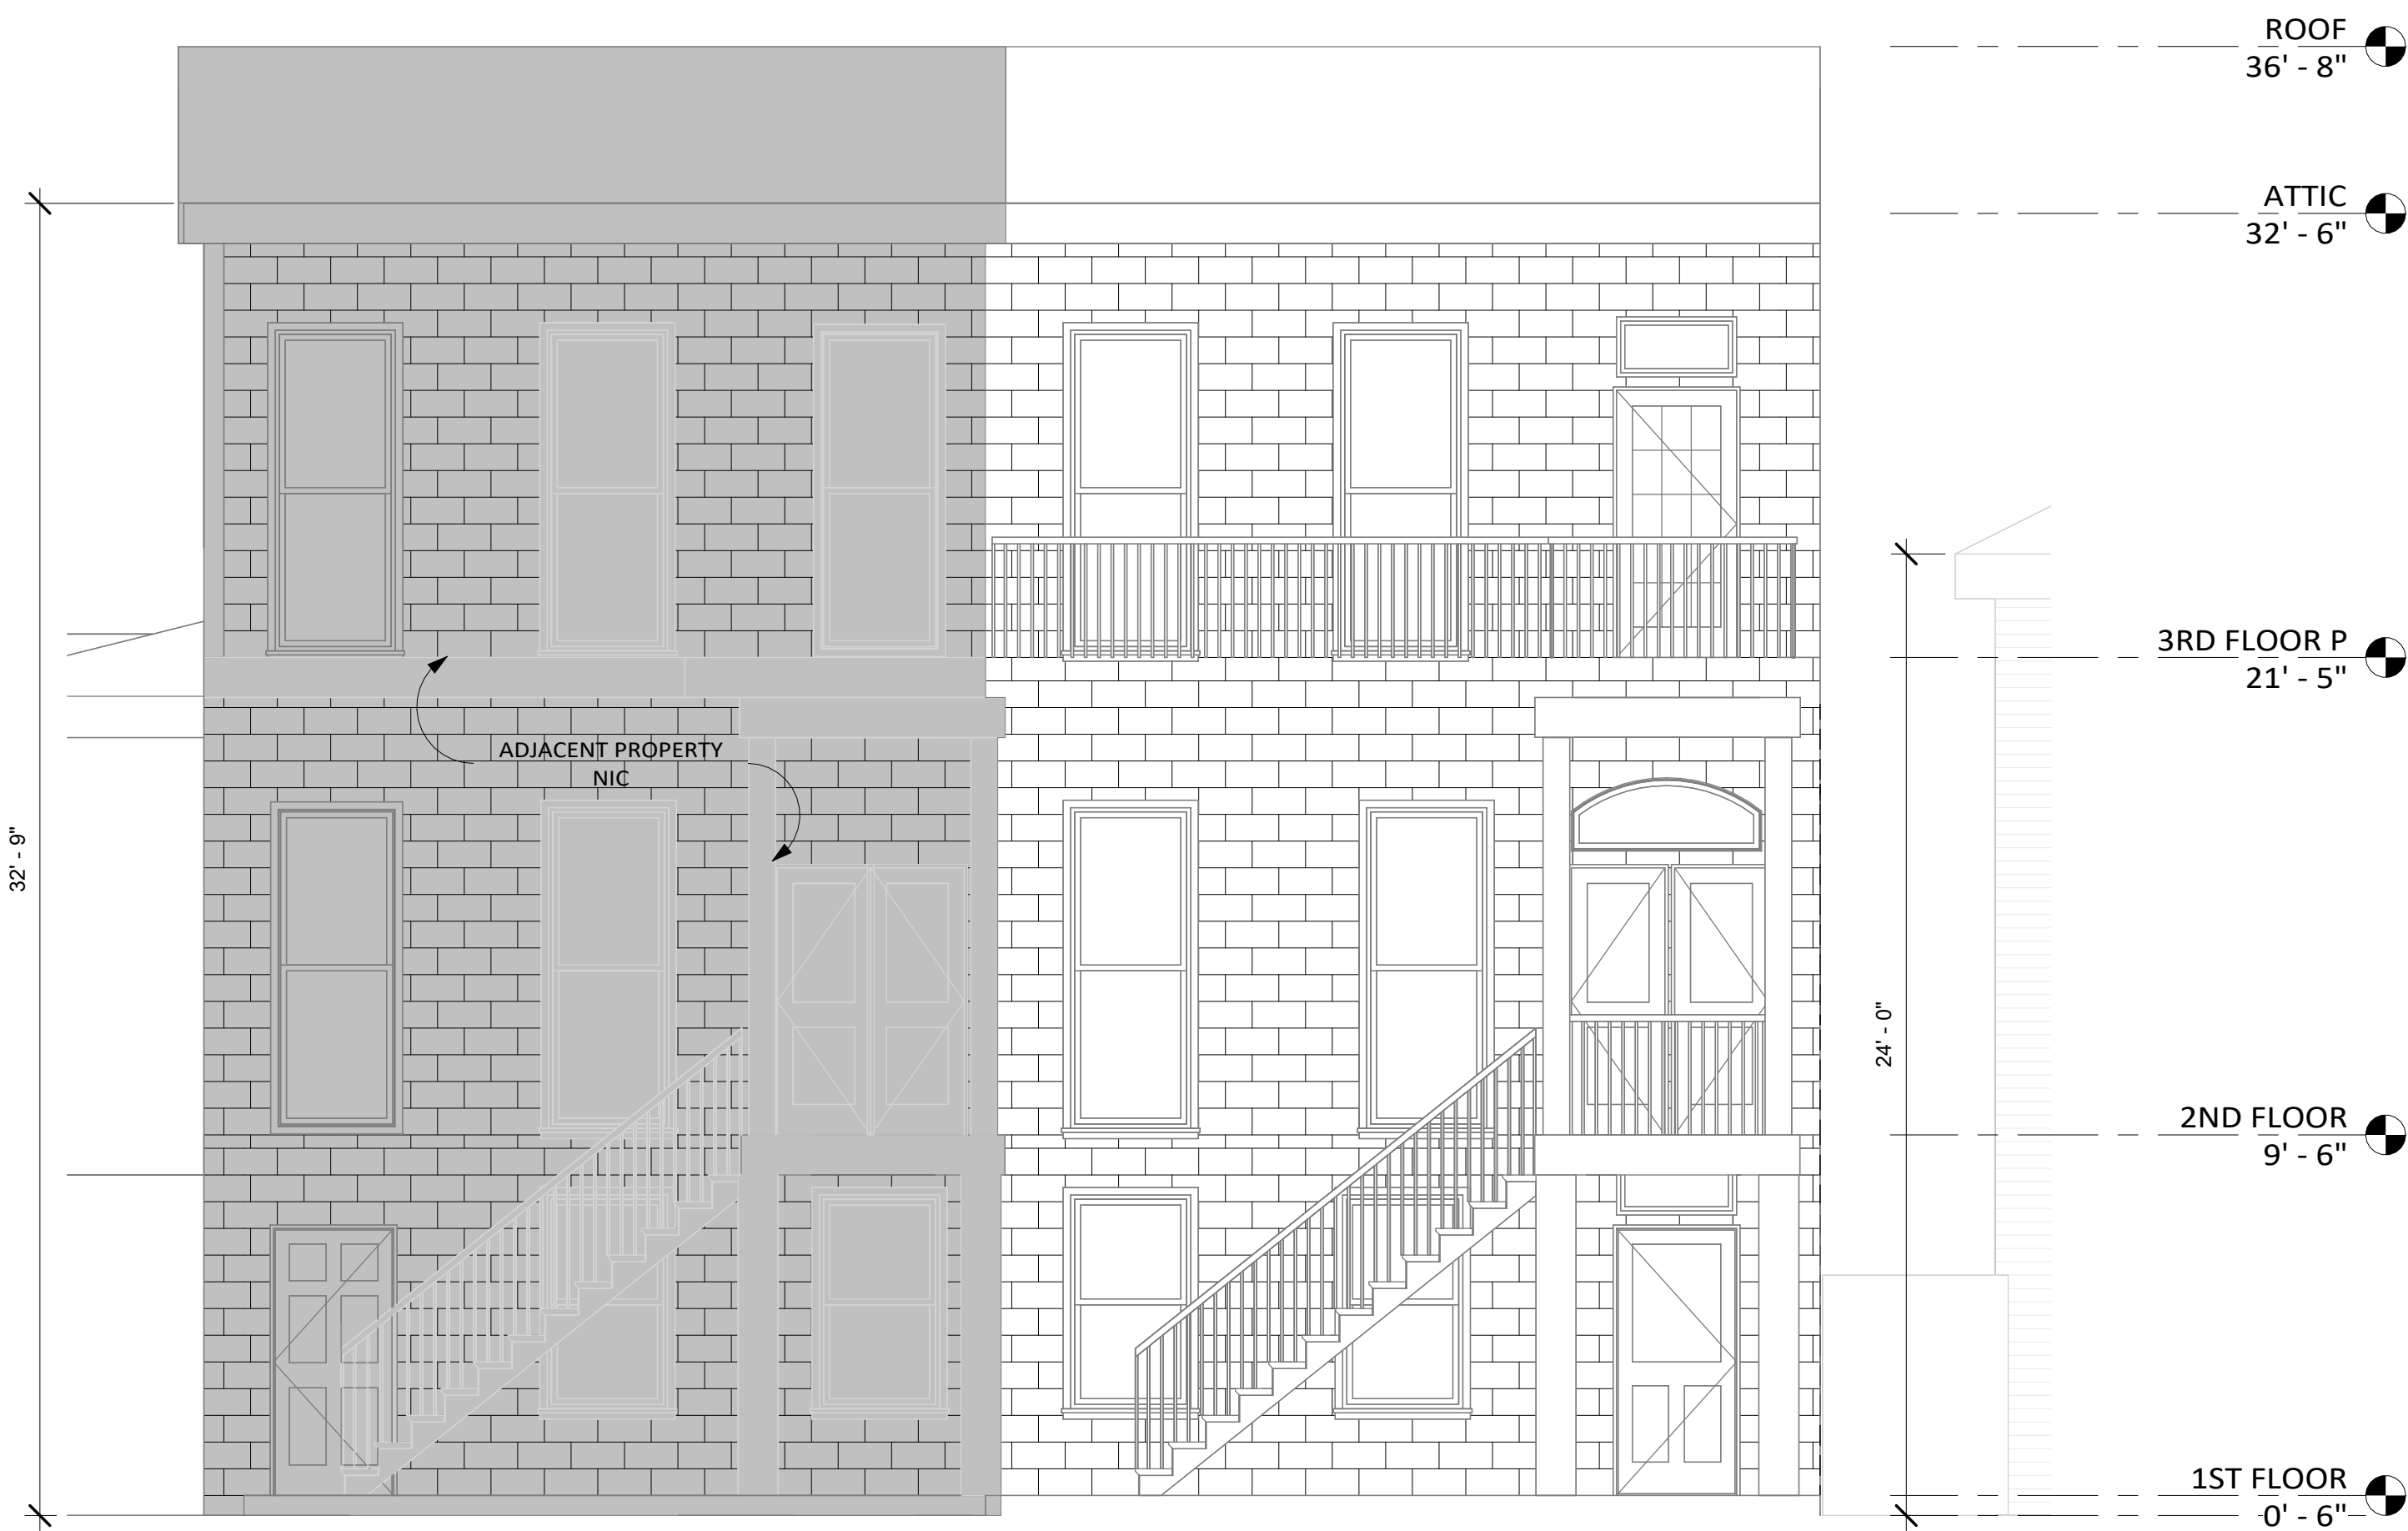 ROOF
36' - 8"
ATTIC
32' - 6"
3RD FLOOR P
21' - 5"
ADJACENT PROPERTY
NIC
32' - 9"
24' - 0"
2ND FLOOR
9' - 6"
1ST FLOOR
0' - 6"